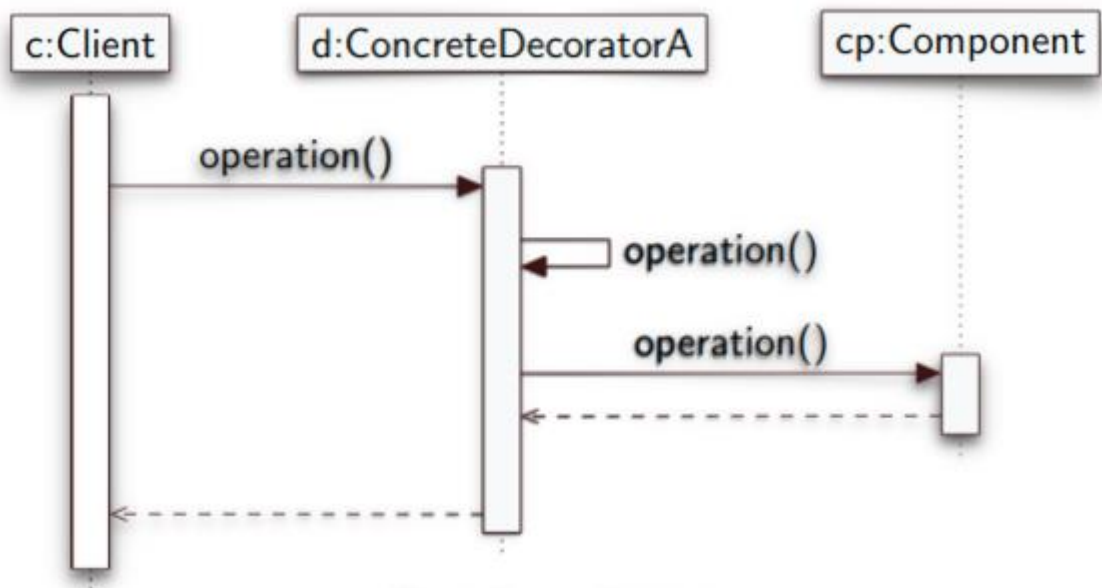 c:Client
d:ConcreteDecoratorA
cp:Component
operation()
operation()
operation()